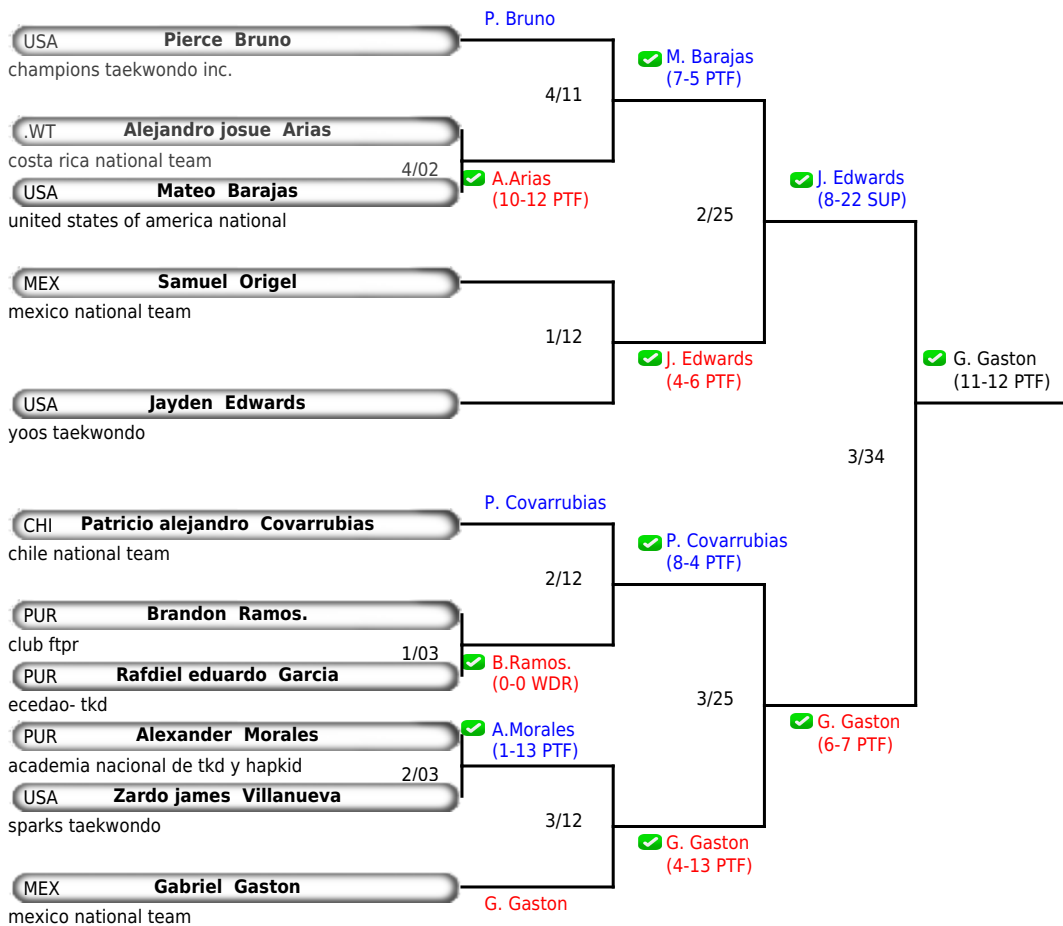 P. Bruno
USA Pierce Bruno
champions taekwondo inc.
M. Barajas
(7-5 PTF)
4/11
.WT Alejandro josue Arias
costa rica national team
4/02
A.Arias
(10-12 PTF)
USA Mateo Barajas
united states of america national
J. Edwards
(8-22 SUP)
2/25
MEX Samuel Origel
mexico national team
1/12
J. Edwards
(4-6 PTF)
G. Gaston
(11-12 PTF)
USA Jayden Edwards
yoos taekwondo
3/34
P. Covarrubias
CHI Patricio alejandro Covarrubias
chile national team
P. Covarrubias
(8-4 PTF)
2/12
PUR Brandon Ramos.
club ftpr
1/03
B.Ramos.
(0-0 WDR)
PUR Rafdiel eduardo Garcia
ecedao- tkd
3/25
G. Gaston
(6-7 PTF)
PUR Alexander Morales
A.Morales
(1-13 PTF)
academia nacional de tkd y hapkid
2/03
USA Zardo james Villanueva
sparks taekwondo
3/12
G. Gaston
(4-13 PTF)
MEX Gabriel Gaston
G. Gaston
mexico national team